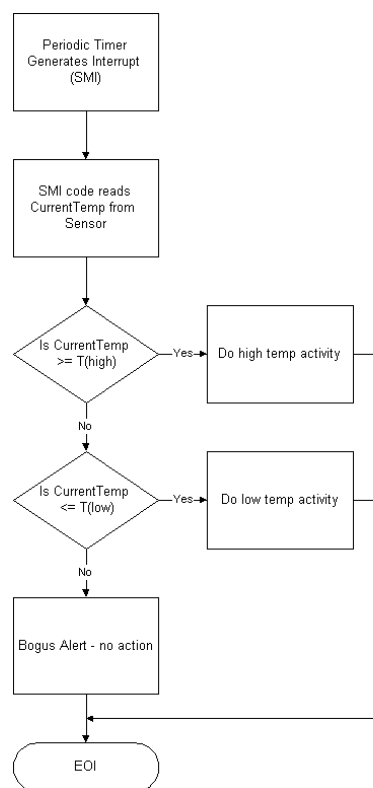 Periodic Timer
Generates Interrupt
(SMI)
SMI code reads
CurrentTemp from
Sensor
Is CurrentTemp
>= T(high)
Yes
Do high temp activity
No
Is CurrentTemp
<= T(low)
Yes
Do low temp activity
No
Bogus Alert - no action
EOI